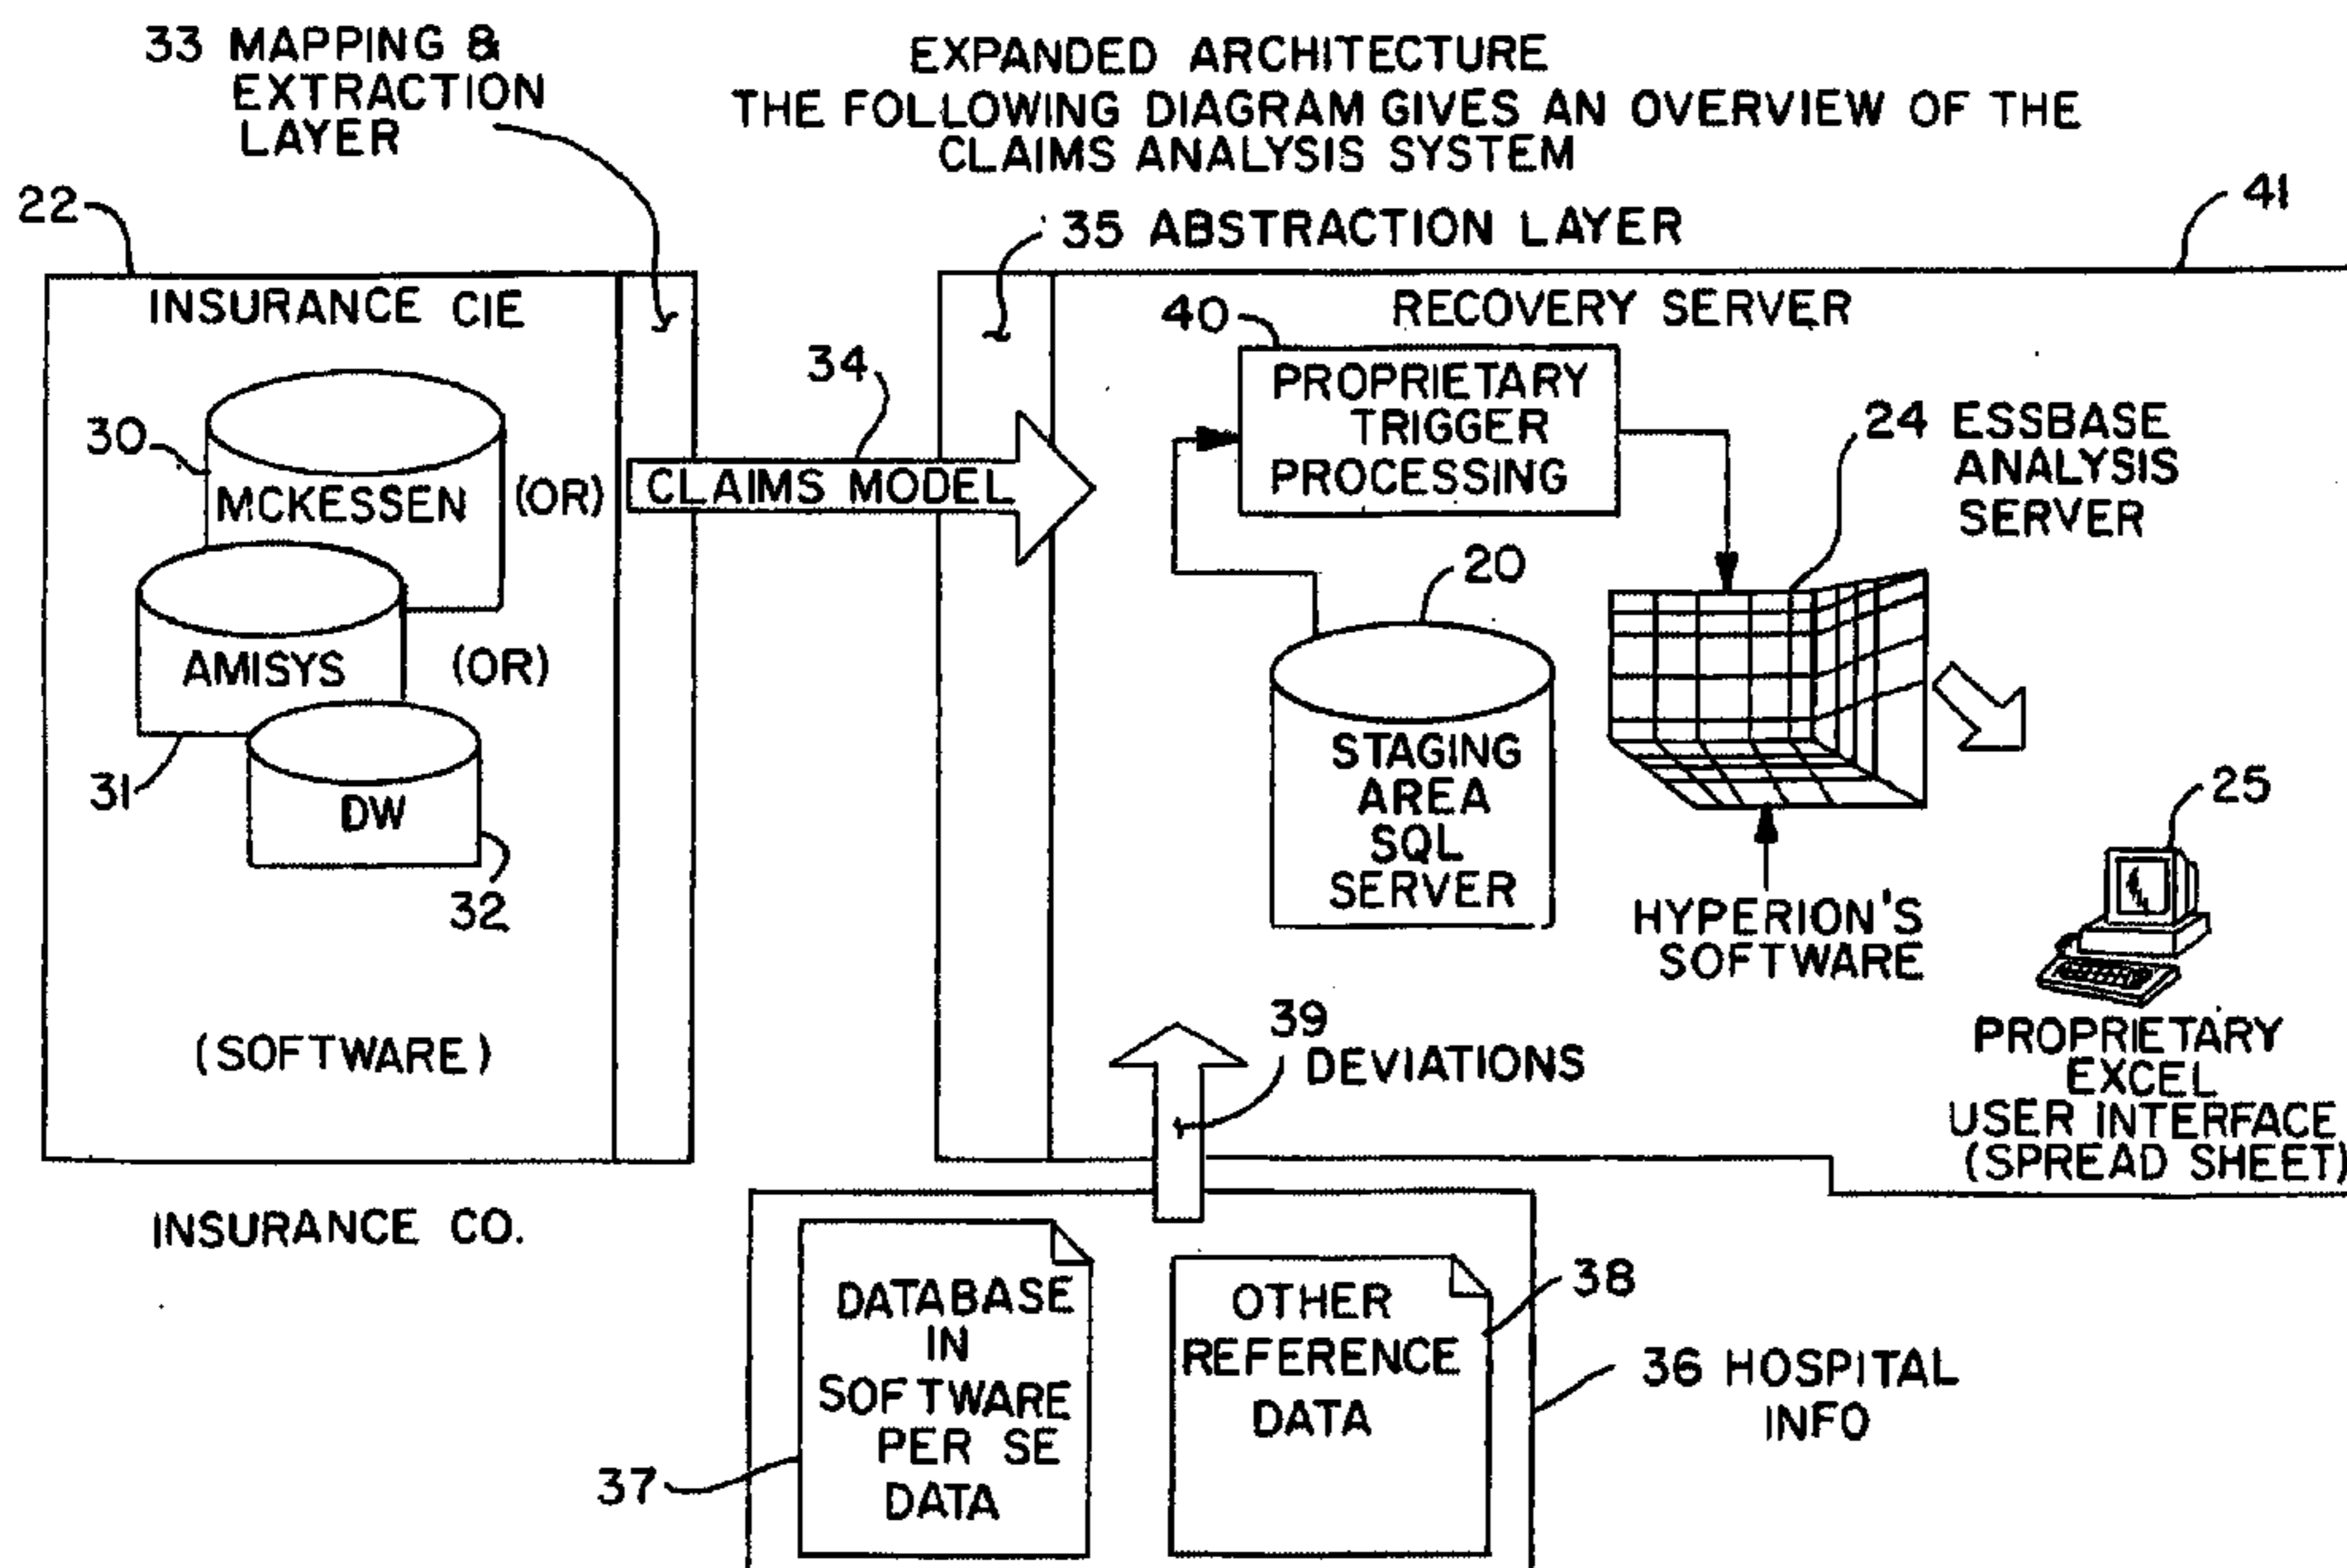 33 MAPPING &
EXTRACTION
LAYER
EXPANDED ARCHITECTURE
THE FOLLOWING DIAGRAM GIVES AN OVERVIEW OF THE
CLAIMS ANALYSIS SYSTEM
22
35 ABSTRACTION LAYER
41
INSURANCE CIE
RECOVERY SERVER
40
34
PROPRIETARY
TRIGGER
PROCESSING
30
MCKESSEN
(OR)
CLAIMS MODEL
24 ESSBASE
ANALYSIS
SERVER
20
AMISYS
(OR)
31
DW
32
STAGING
AREA
SQL
SERVER
25
HYPERION'S
SOFTWARE
(SOFTWARE)
39
DEVIATIONS
PROPRIETARY
EXCEL
USER INTERFACE
(SPREAD SHEET)
INSURANCE CO.
DATABASE
IN
SOFTWARE
PER SE
DATA
37
OTHER
REFERENCE
DATA
38
36 HOSPITAL
INFO